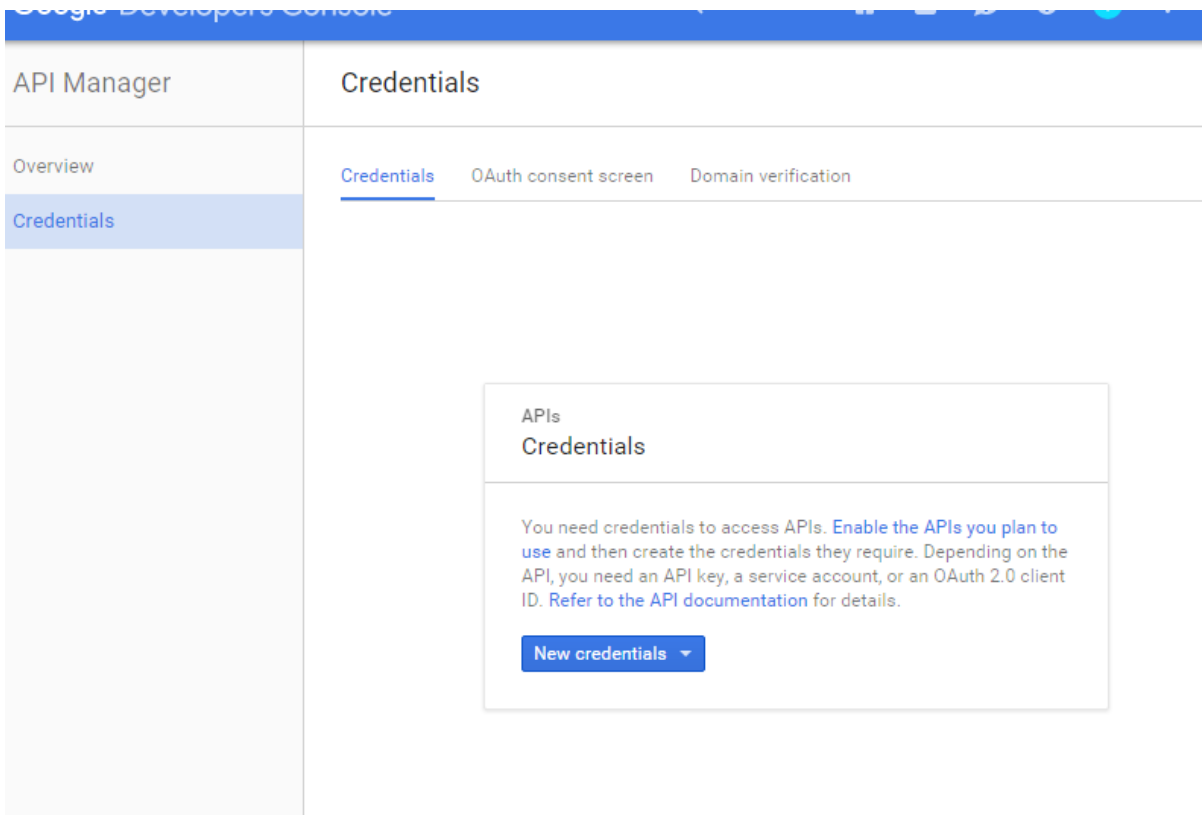 Google Developers Console
API Manager
Credentials
Overview
Credentials
Credentials OAuth consent screen Domain verification
APIs
Credentials
You need credentials to access APIs. Enable the APIs you plan to
use and then create the credentials they require. Depending on the
API, you need an API key, a service account, or an OAuth 2.0 client
ID. Refer to the API documentation for details.
New credentials